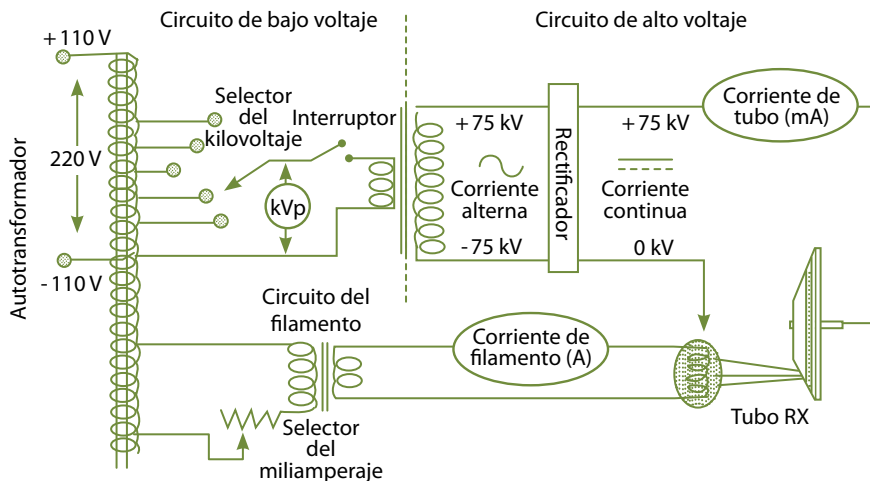 Circuito de bajo voltaje
Circuito de alto voltaje
+ 110 V
Autotransformador
220 V
- 110 V
Selector
del
kilovoltaje
Interruptor
kVp
+ 75 kV
Corriente
alterna
- 75 kV
Rectificador
+ 75 kV
Corriente
continua
0 kV
Corriente de
tubo (mA)
Circuito del
filamento
Selector
del
miliamperaje
Corriente de
filamento (A)
Tubo RX